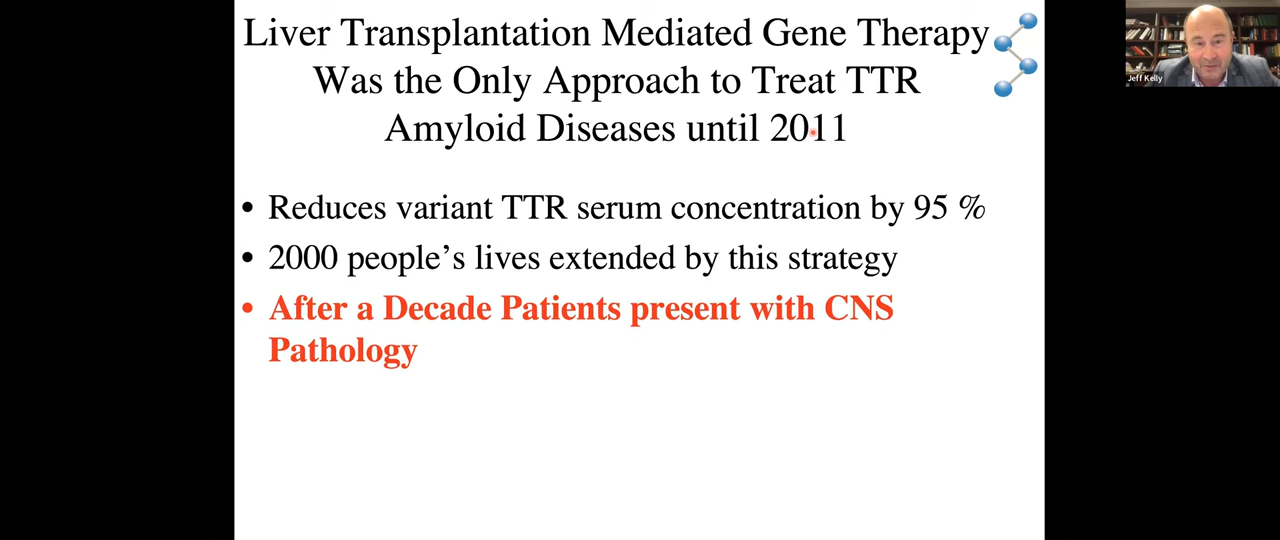 Liver Transplantation Mediated Gene Therapy
Was the Only Approach to Treat TTR
Amyloid Diseases until 2011
• Reduces variant TTR serum concentration by 95 %
• 2000 people’s lives extended by this strategy
• After a Decade Patients present with CNS
Pathology
Jeff Kelly